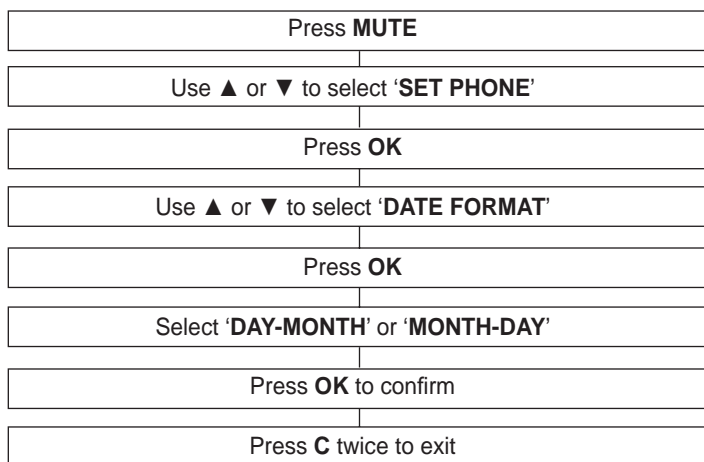 Press MUTE
Use ▲ or ▼ to select ‘SET PHONE’
Press OK
Use ▲ or ▼ to select ‘DATE FORMAT’
Press OK
Select ‘DAY-MONTH’ or ‘MONTH-DAY’
Press OK to confirm
Press C twice to exit